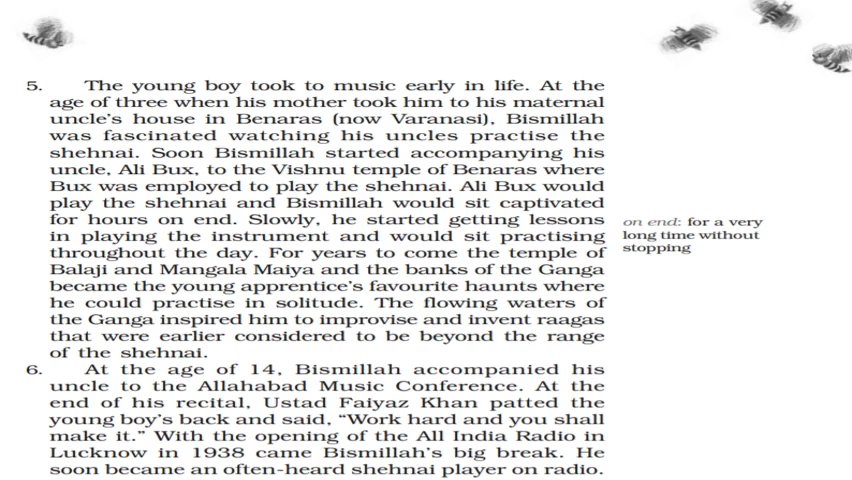 5. The young boy took to music early in life. At the
age of three when his mother took him to his maternal
uncle's house in Benaras (now Varanasi), Bismillah
was fascinated watching his uncles practise the
shehnai. Soon Bismillah started accompanying his
uncle, Ali Bux, to the Vishnu temple of Benaras where
Bux was employed to play the shehnai. Ali Bux would
play the shehnai and Bismillah would sit captivated
for hours on end. Slowly, he started getting lessons
in playing the instrument and would sit practising
throughout the day. For years to come the temple of
Balaji and Mangala Maiya and the banks of the Ganga
became the young apprentice's favourite haunts where
he could practise in solitude. The flowing waters of
the Ganga inspired him to improvise and invent raagas
that were earlier considered to be beyond the range
of the shehnai.
6. At the age of 14, Bismillah accompanied his
uncle to the Allahabad Music Conference. At the
end of his recital, Ustad Faiyaz Khan patted the
young boy's back and said, “Work hard and you shall
make it.” With the opening of the All India Radio in
Lucknow in 1938 came Bismillah's big break. He
soon became an often-heard shehnai player on radio.
on end: for a very
long time without
stopping